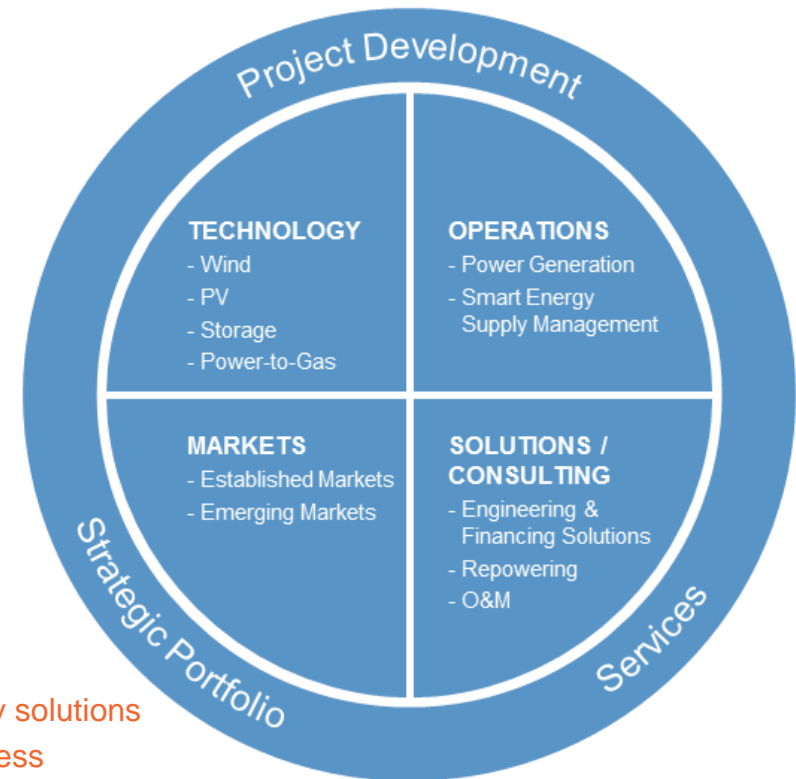 Project Development
TECHNOLOGY
- Wind
- PV
- Storage
- Power-to-Gas
OPERATIONS
- Power Generation
- Smart Energy
Supply Management
MARKETS
- Established Markets
- Emerging Markets
SOLUTIONS /
CONSULTING
- Engineering &
Financing Solutions
- Repowering
- O&M
Strategic Portfolio
Services
solutions